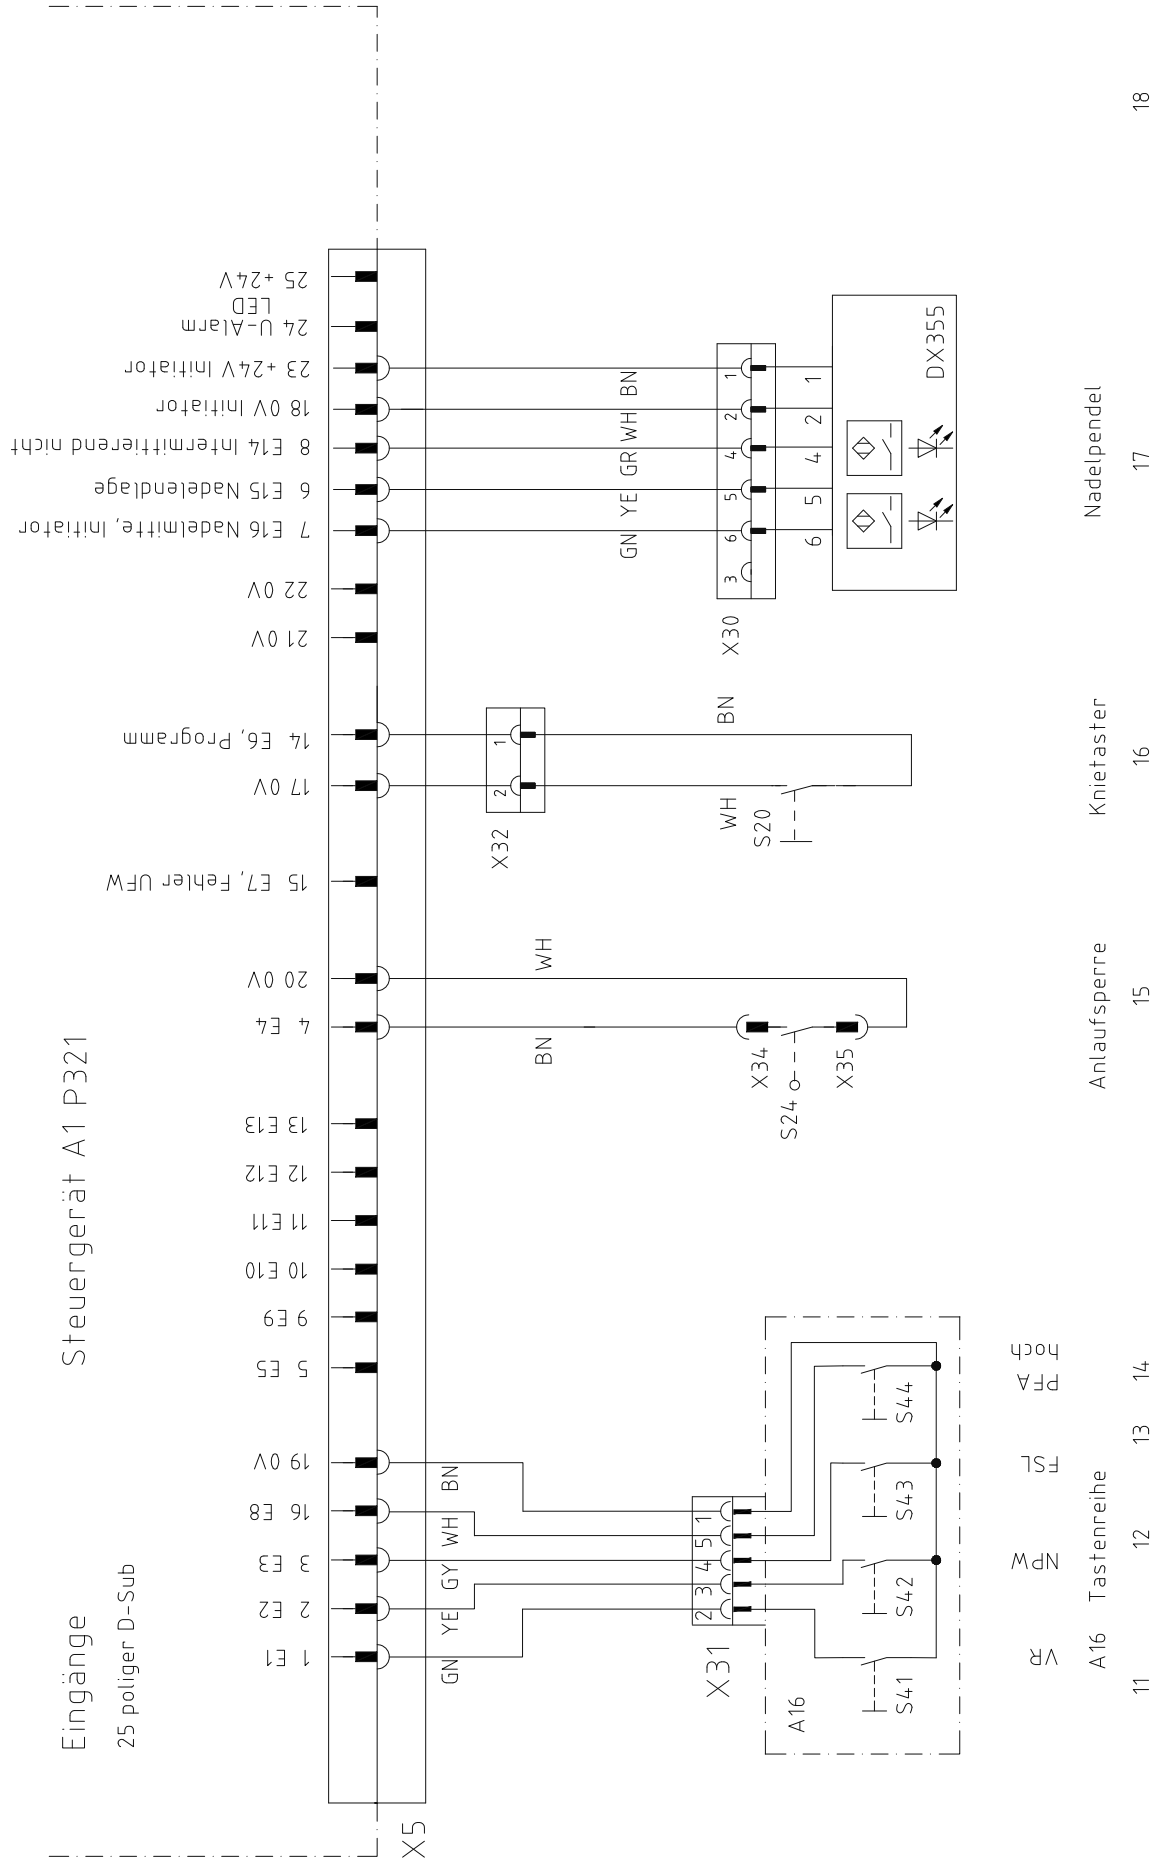 Steuergerät A1 P321
Eingänge
25 poliger D-Sub
X5
1 E1
2 E2
3 E3
16 E8
19 0V
5 E5
9 E9
10 E10
11 E11
12 E12
13 E13
4 E4
20 0V
15 E7, Fehler UFW
17 0V
14 E6, Programm
21 0V
22 0V
7 E16 Nadelmitte, Initiator
6 E15 Nadelendlage
8 E14 Intermittierend nicht
18 0V Initiator
23 +24V Initiator
24 U-Alarm
LED
25 +24V
GN
YE
GY
WH
BN
X31
2
3
4
5
1
A16
S41
S42
S43
S44
VR
NPW
FSL
PFA
hoch
A16 Tastenreihe
BN
WH
X34
X35
S24
Anlaufsperre
X32
2
1
WH
BN
S20
Knietaster
GN
YE
GR
WH
BN
X30
3
6
5
4
2
1
6
5
4
2
1
DX355
Nadelpendel
11
12
13
14
15
16
17
18